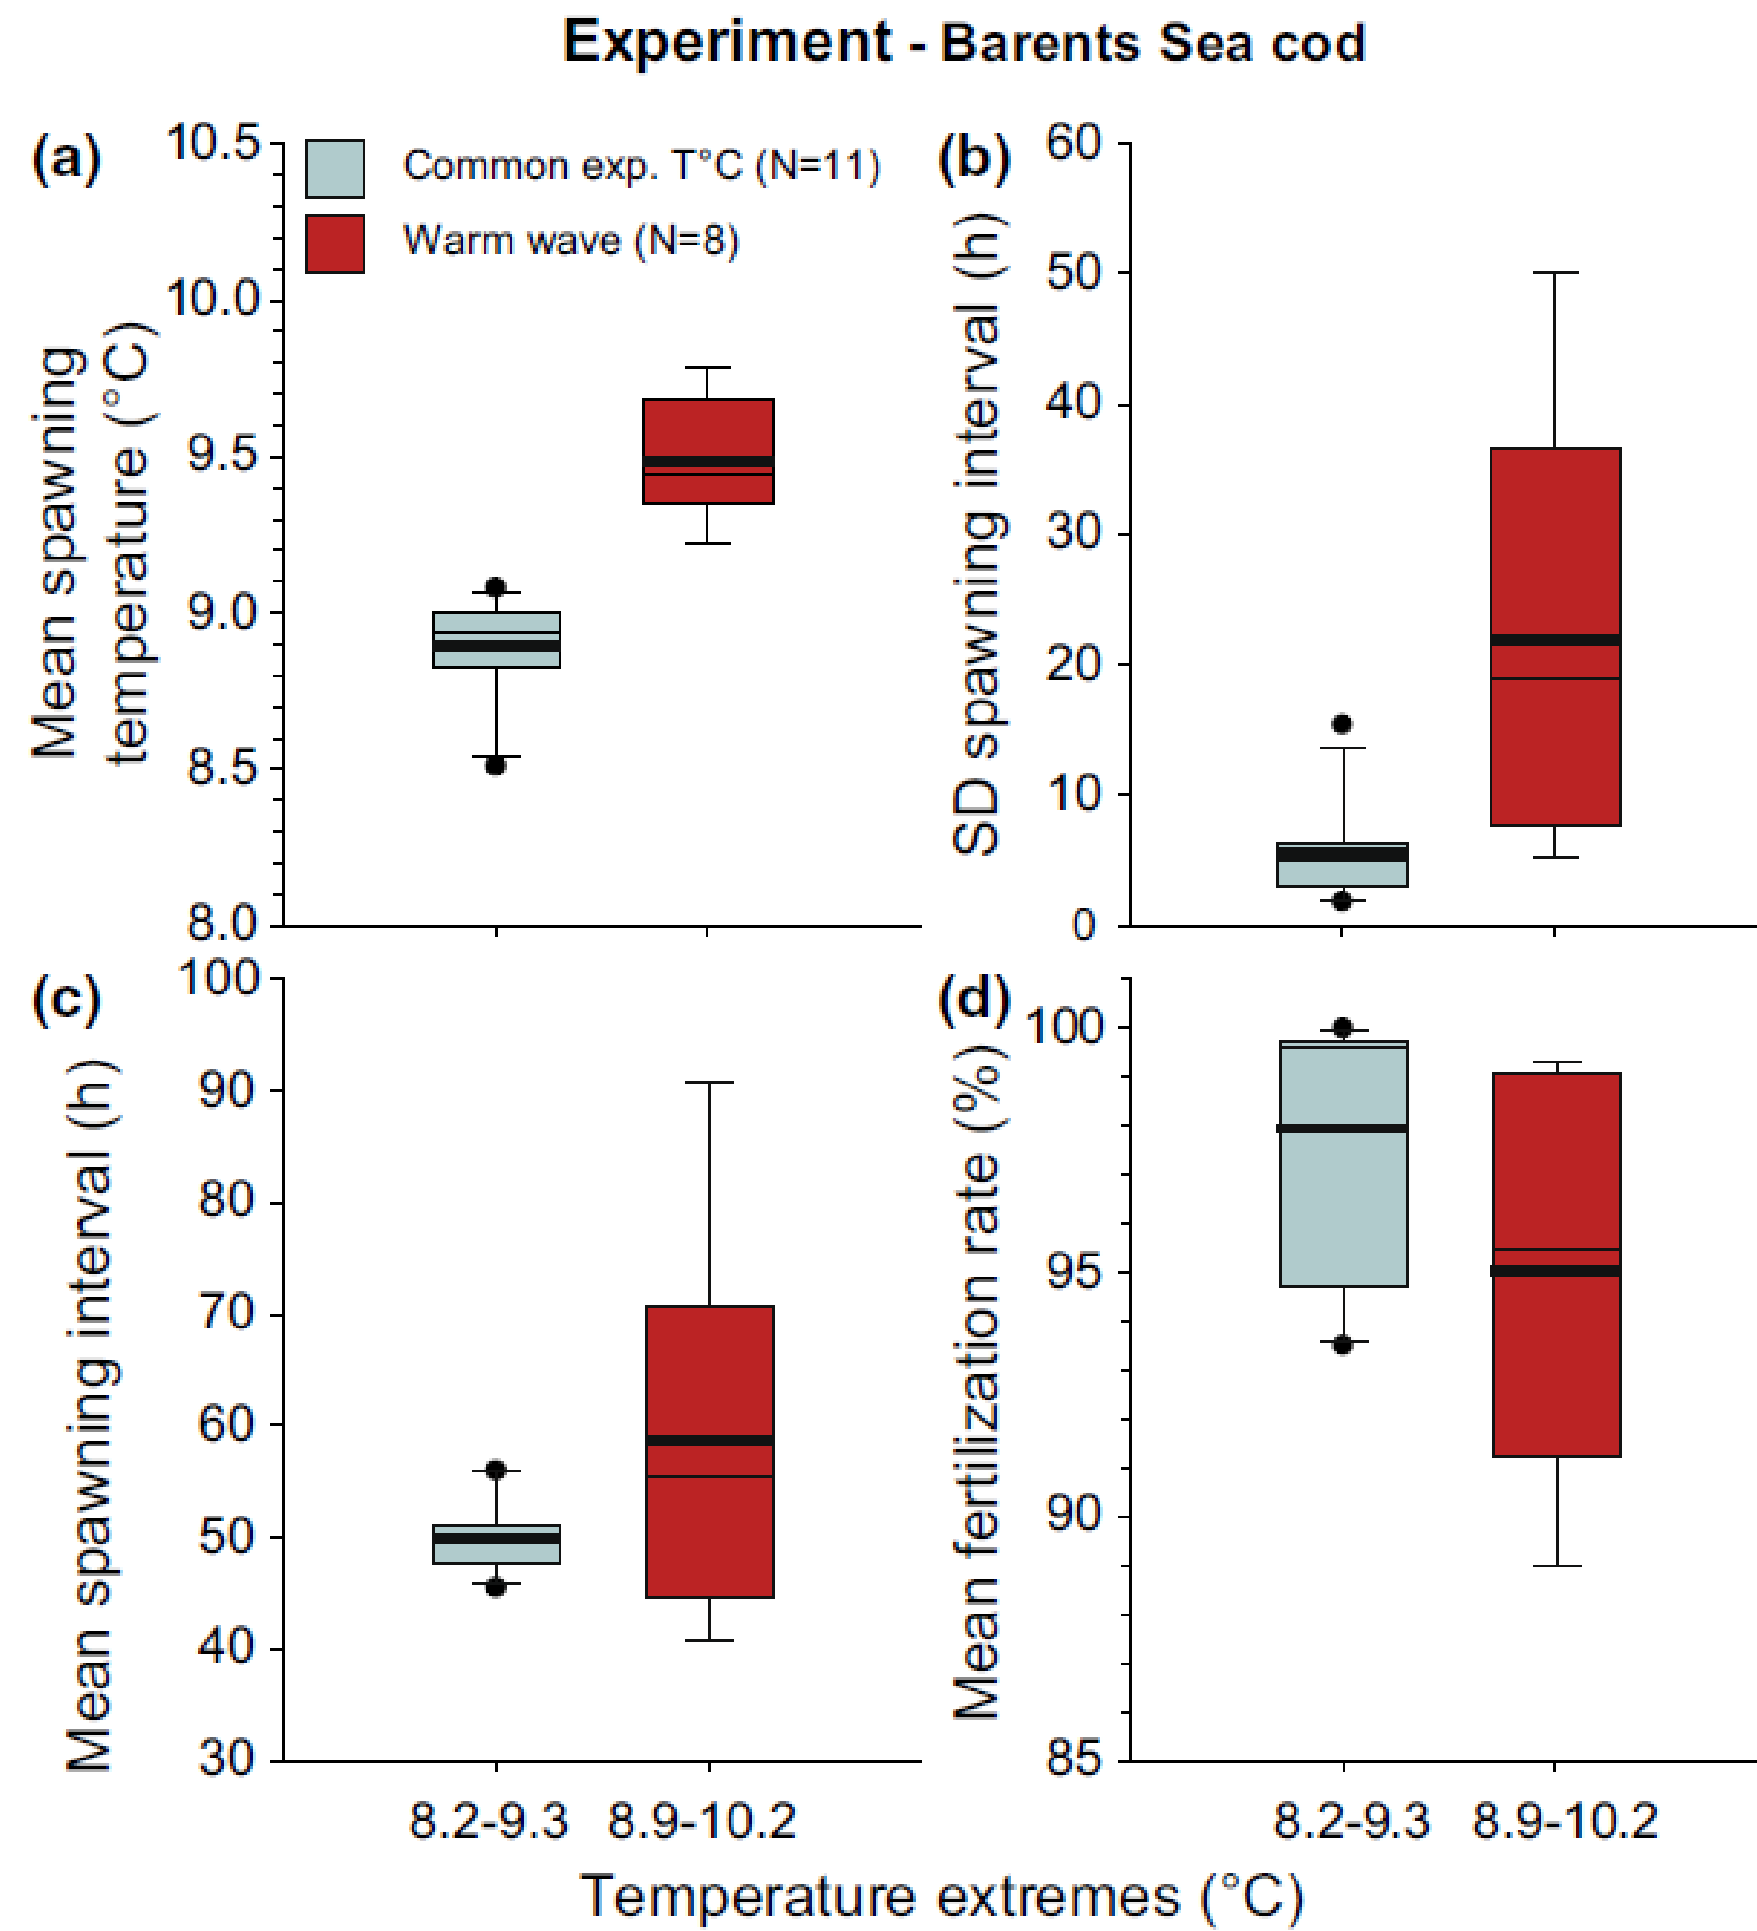 Experiment - Barents Sea cod
(a)
Mean spawning
temperature (°C)
10.5
10.0
9.5
9.0
8.5
8.0
Common exp. T°C (N=11)
Warm wave (N=8)
(b)
SD spawning interval (h)
60
50
40
30
20
10
0
(c)
Mean spawning interval (h)
100
90
80
70
60
50
40
30
8.2-9.3
8.9-10.2
(d)
Mean fertilization rate (%)
100
95
90
85
8.2-9.3
8.9-10.2
Temperature extremes (°C)